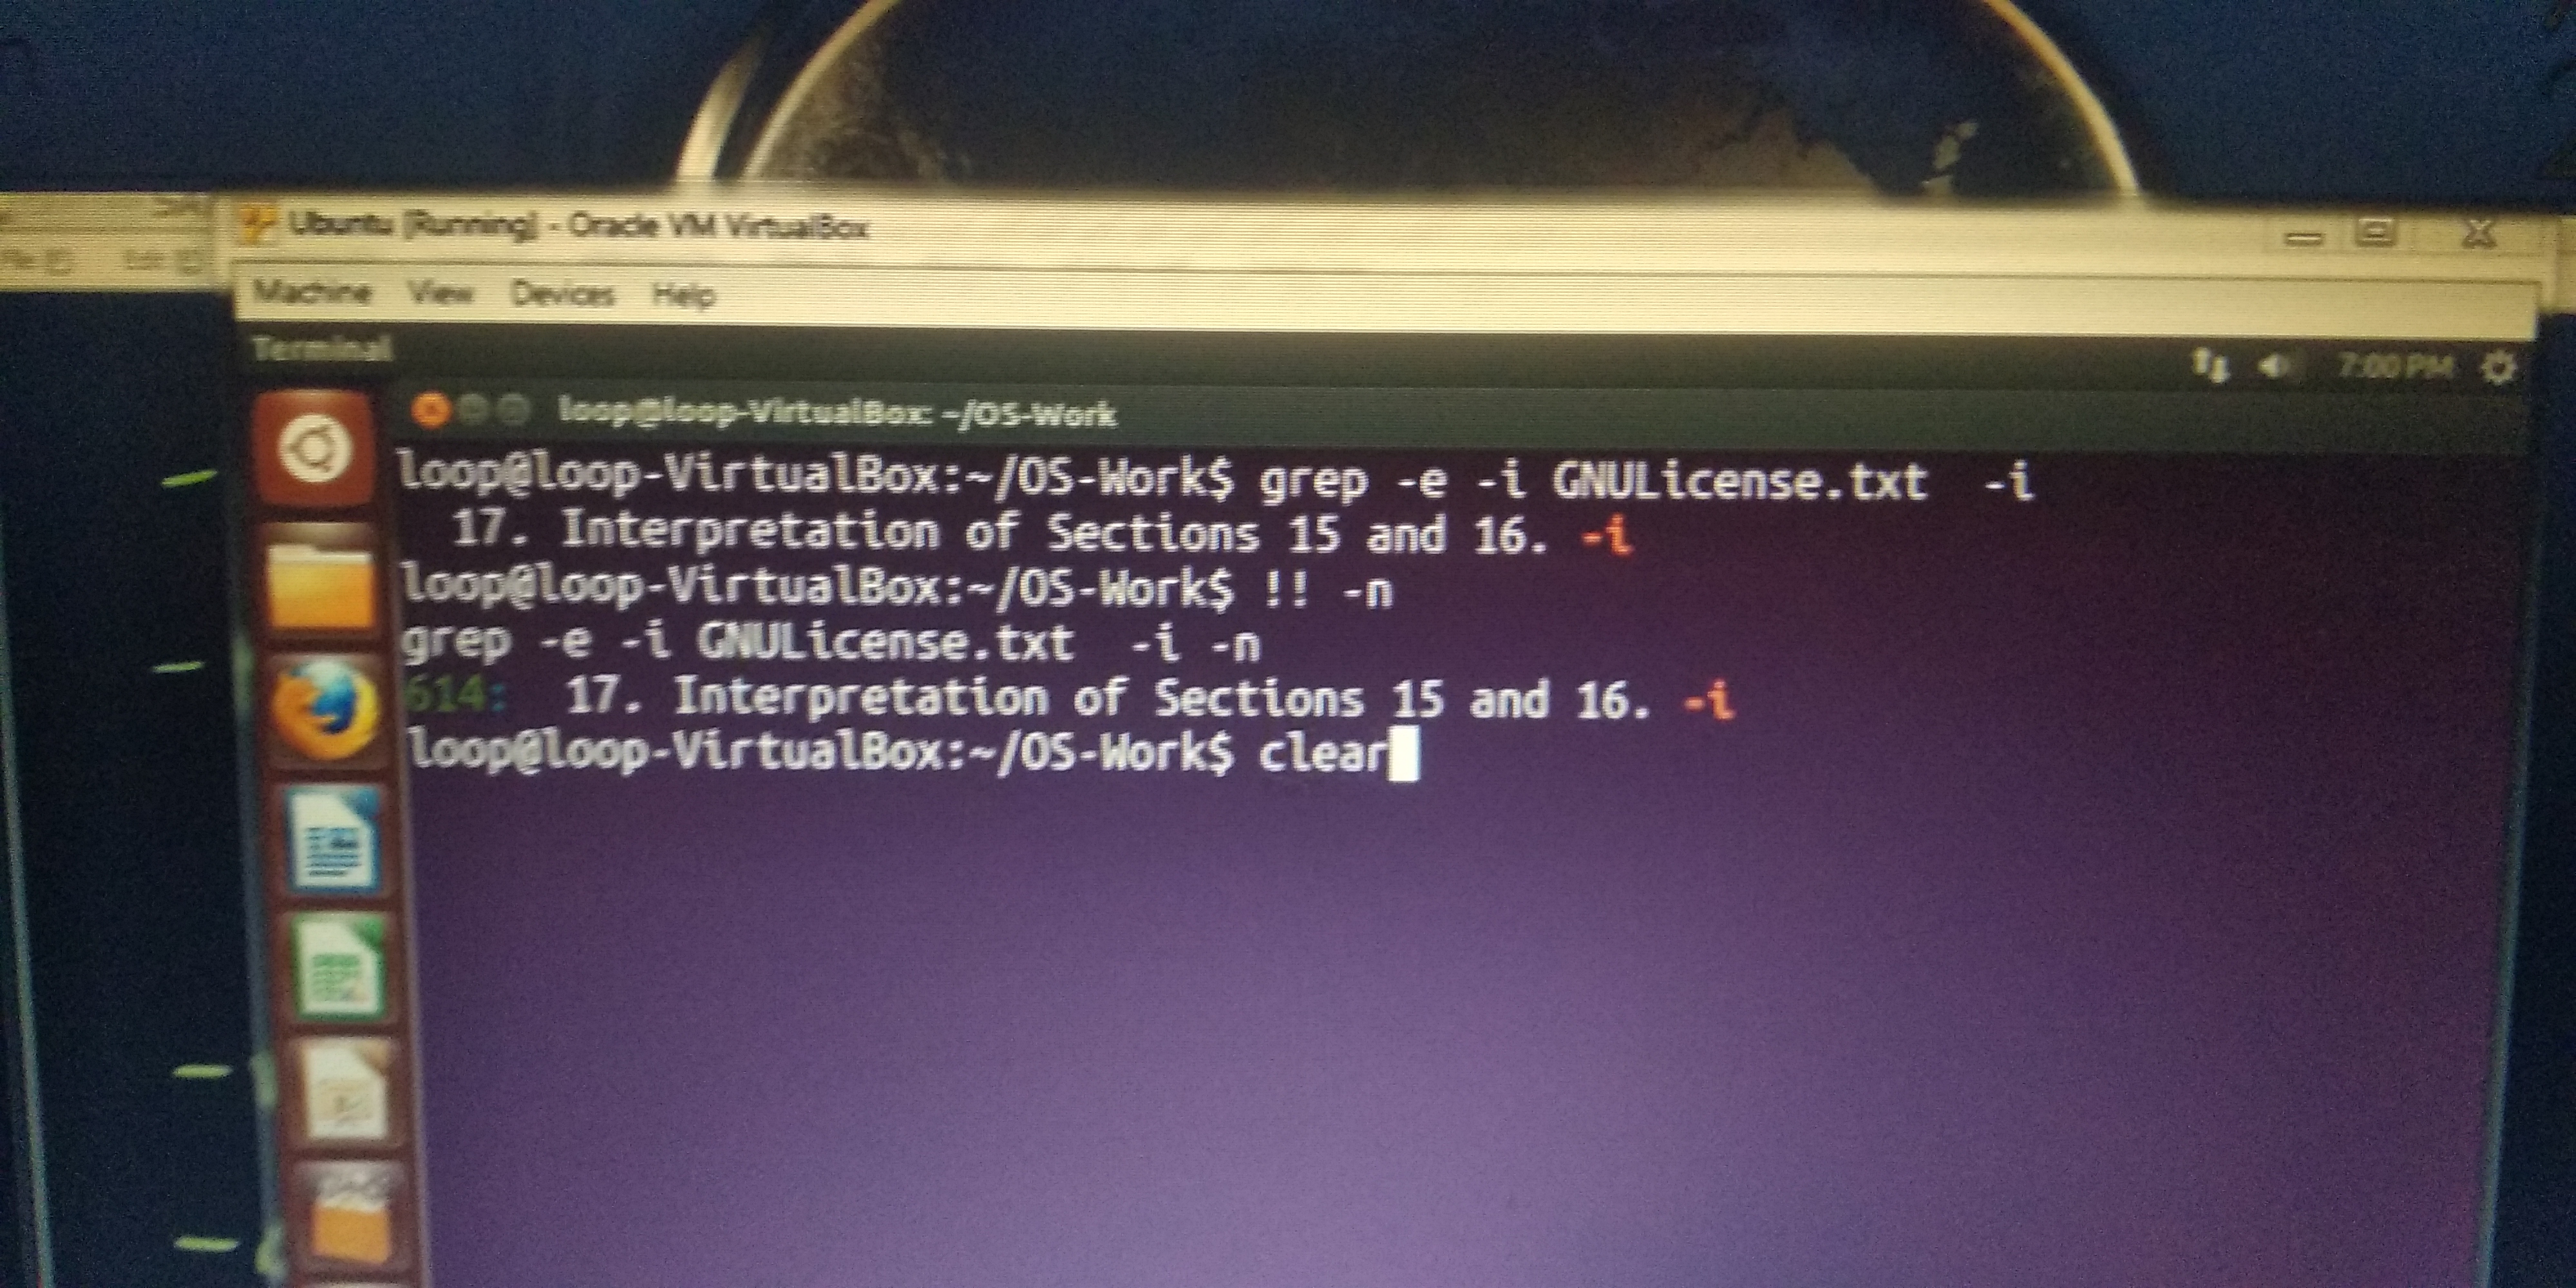 Ubuntu [Running] - Oracle VM VirtualBox
Machine View Devices Help
Terminal
7:00 PM
loop@loop-VirtualBox: ~/OS-Work
loop@loop-VirtualBox:~/OS-Work$ grep -e -i GNULicense.txt  -i
  17. Interpretation of Sections 15 and 16. -i
loop@loop-VirtualBox:~/OS-Work$ !! -n
grep -e -i GNULicense.txt  -i -n
614:  17. Interpretation of Sections 15 and 16. -i
loop@loop-VirtualBox:~/OS-Work$ clear